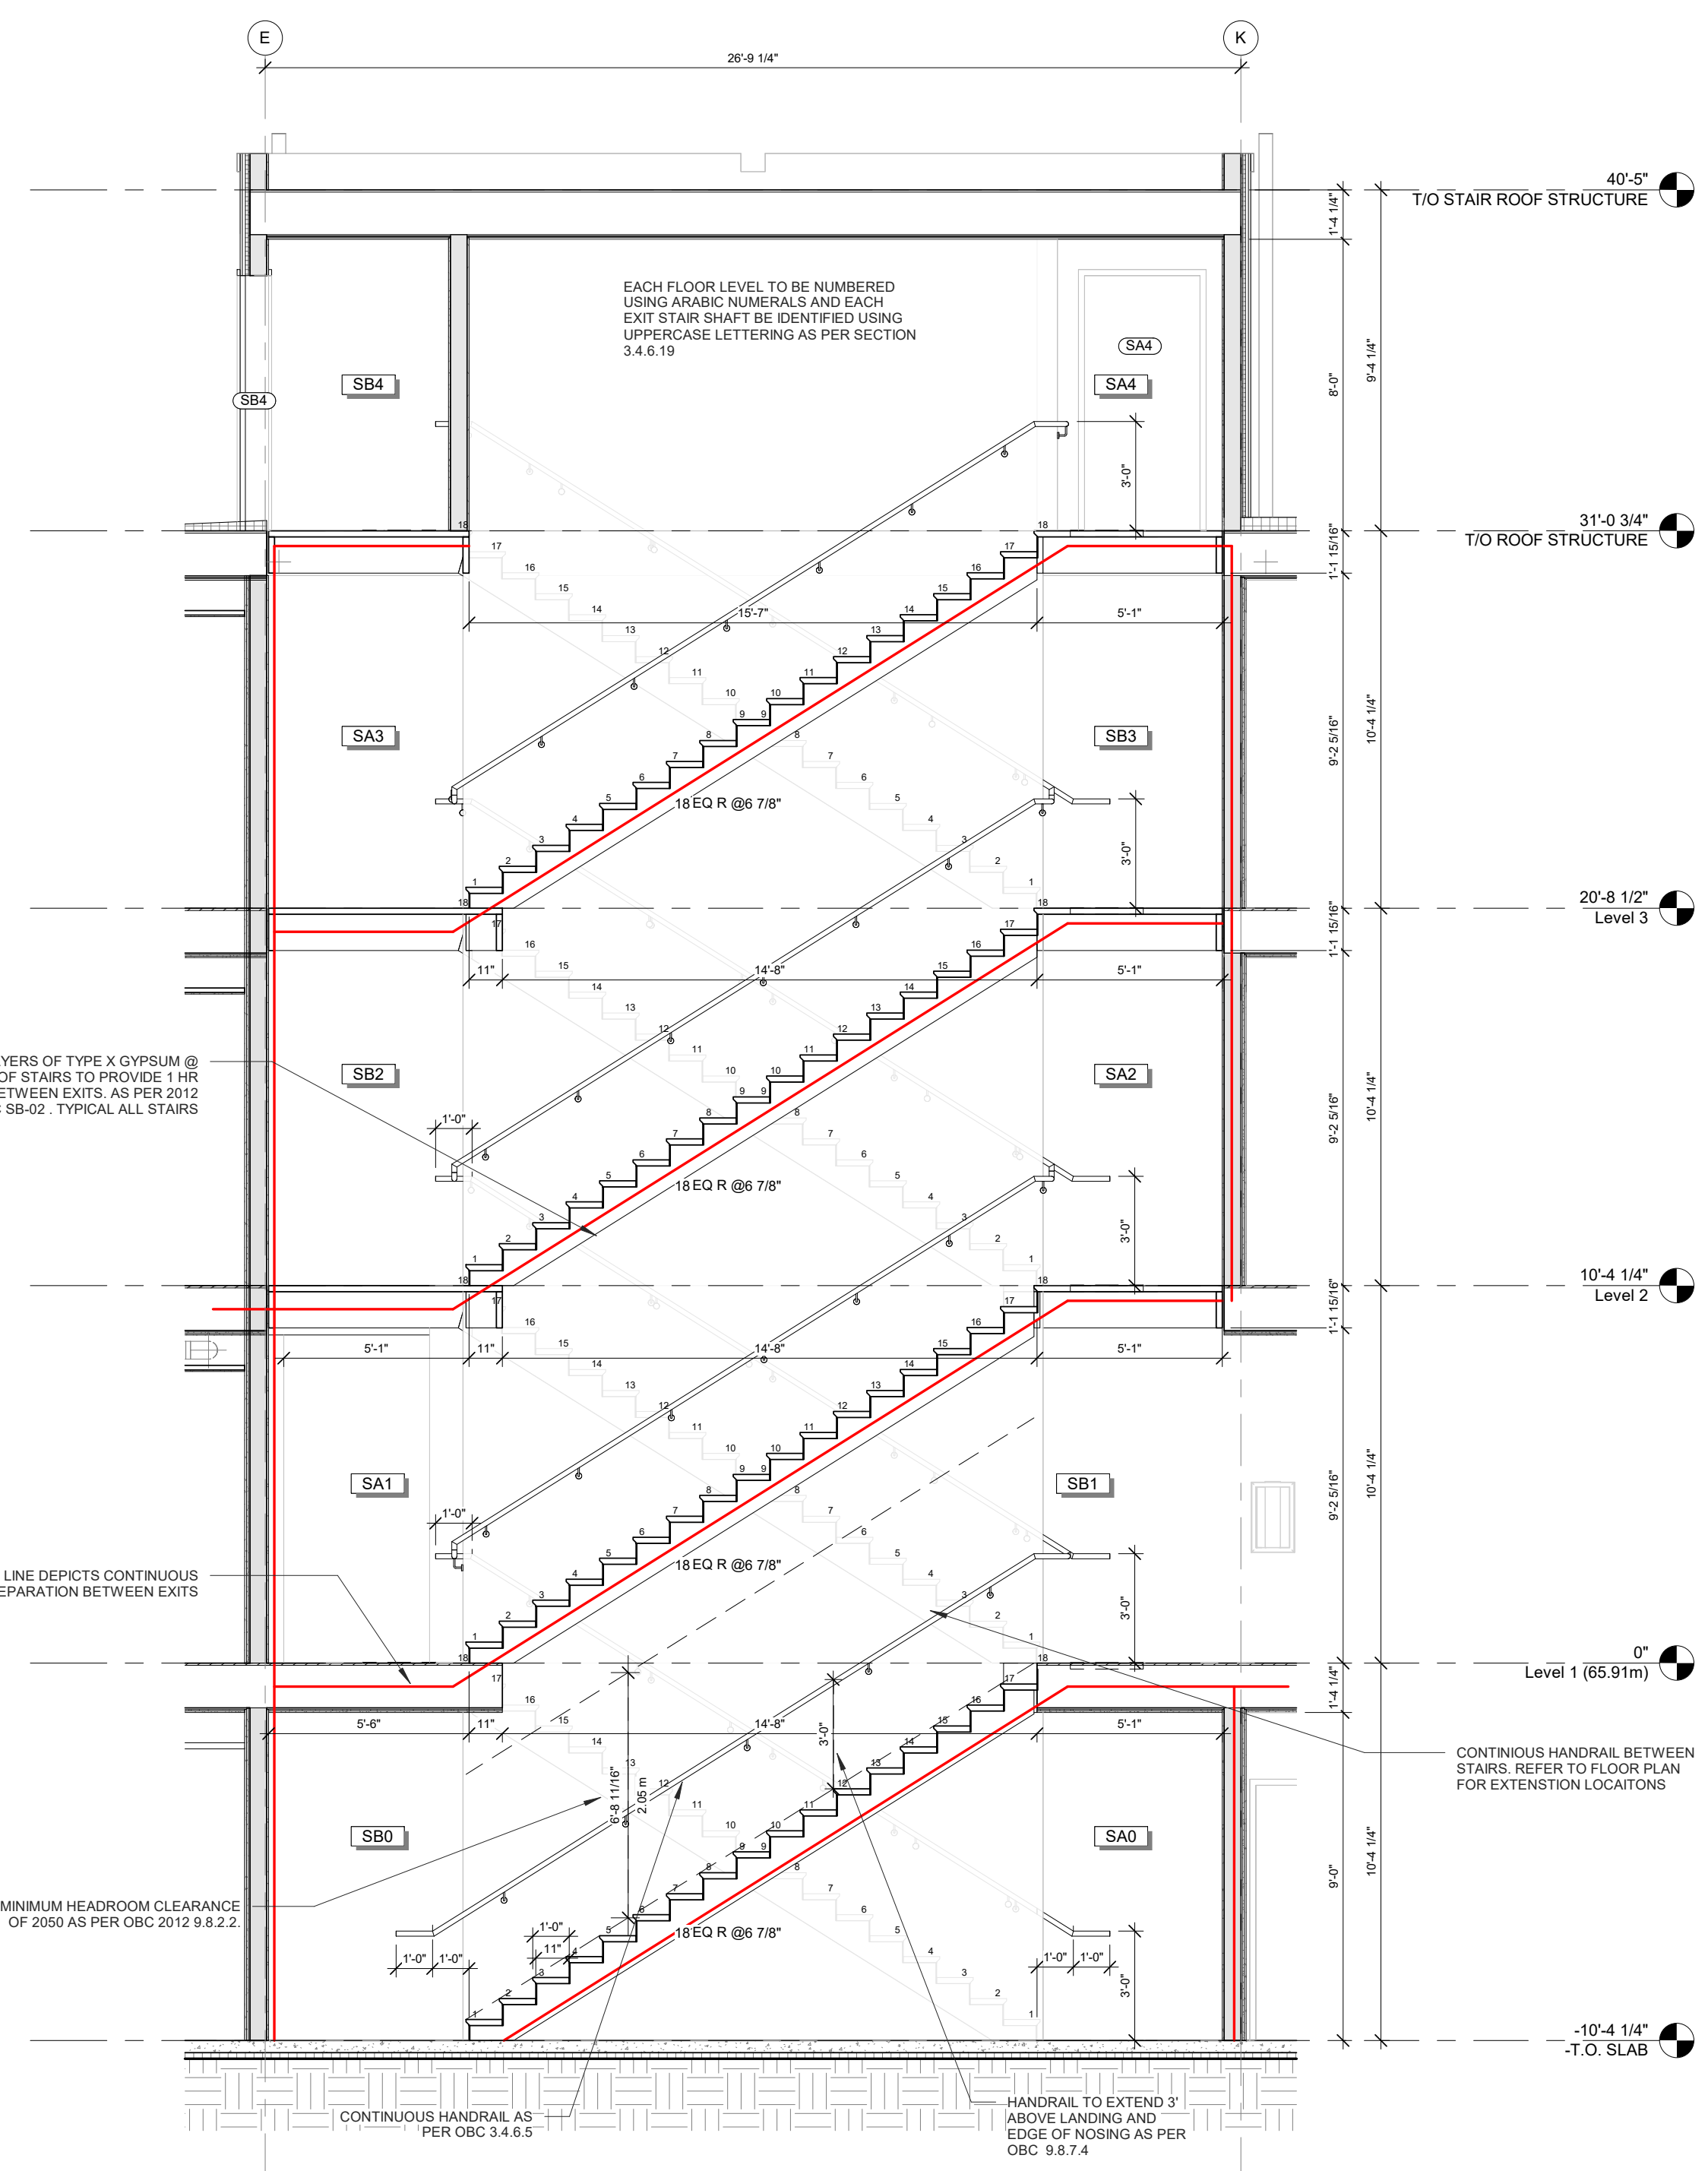 E
K
26'-9 1/4"
40'-5"
T/O STAIR ROOF STRUCTURE
1'-4 1/4"
EACH FLOOR LEVEL TO BE NUMBERED
USING ARABIC NUMERALS AND EACH
EXIT STAIR SHAFT BE IDENTIFIED USING
UPPERCASE LETTERING AS PER SECTION
3.4.6.19
SA4
SB4
SA4
SB4
8'-0"
9'-4 1/4"
3'-0"
31'-0 3/4"
T/O ROOF STRUCTURE
1'-1 15/16"
15'-7"
5'-1"
SA3
SB3
9'-2 5/16"
10'-4 1/4"
18 EQ R @6 7/8"
3'-0"
20'-8 1/2"
Level 3
1'-1 15/16"
11"
14'-8"
5'-1"
YERS OF TYPE X GYPSUM @
OF STAIRS TO PROVIDE 1 HR
ETWEEN EXITS. AS PER 2012
SB-02 . TYPICAL ALL STAIRS
SB2
SA2
1'-0"
9'-2 5/16"
10'-4 1/4"
18 EQ R @6 7/8"
3'-0"
10'-4 1/4"
Level 2
1'-1 15/16"
5'-1"
11"
14'-8"
5'-1"
SA1
SB1
1'-0"
9'-2 5/16"
10'-4 1/4"
18 EQ R @6 7/8"
LINE DEPICTS CONTINUOUS
EPARATION BETWEEN EXITS
3'-0"
0"
Level 1 (65.91m)
1'-4 1/4"
5'-6"
11"
14'-8"
5'-1"
3'-0"
6'-8 11/16"
2.05 m
CONTINIOUS HANDRAIL BETWEEN
STAIRS. REFER TO FLOOR PLAN
FOR EXTENSTION LOCAITONS
SB0
SA0
9'-0"
10'-4 1/4"
MINIMUM HEADROOM CLEARANCE
OF 2050 AS PER OBC 2012 9.8.2.2.
18 EQ R @6 7/8"
1'-0"
11"
1'-0"
1'-0"
1'-0"
1'-0"
3'-0"
-10'-4 1/4"
-T.O. SLAB
CONTINUOUS HANDRAIL AS
PER OBC 3.4.6.5
HANDRAIL TO EXTEND 3'
ABOVE LANDING AND
EDGE OF NOSING AS PER
OBC 9.8.7.4